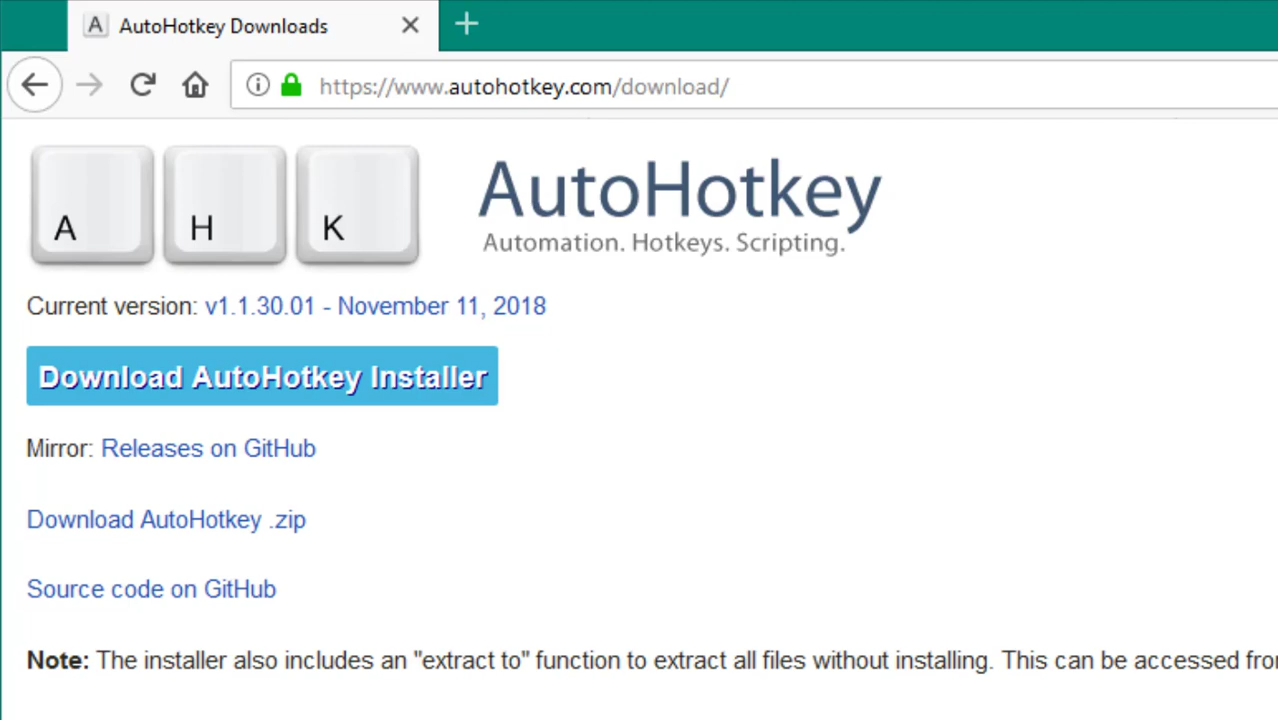 A AutoHotkey Downloads
https://www.autohotkey.com/download/
A H K
AutoHotkey
Automation. Hotkeys. Scripting.
Current version: v1.1.30.01 - November 11, 2018
Download AutoHotkey Installer
Mirror: Releases on GitHub
Download AutoHotkey .zip
Source code on GitHub
Note: The installer also includes an "extract to" function to extract all files without installing. This can be accessed